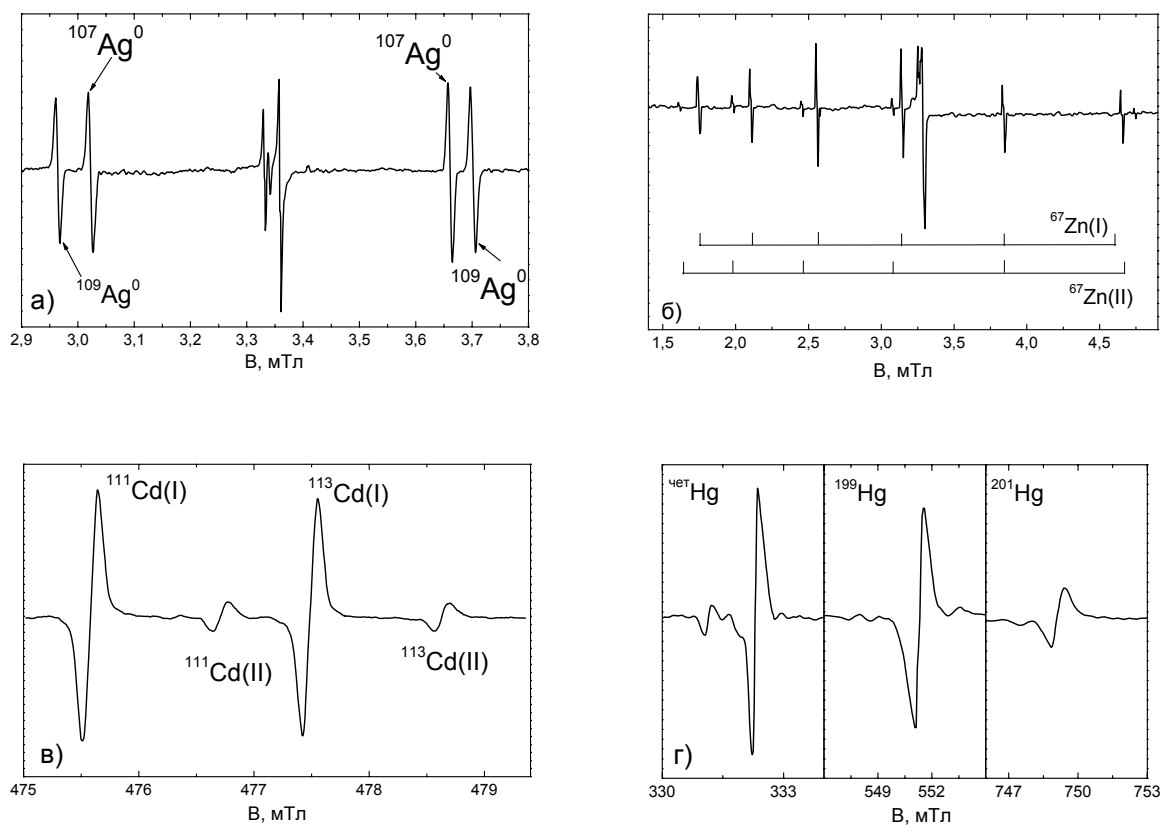 ¹⁰⁷Ag⁰
¹⁰⁷Ag⁰
¹⁰⁹Ag⁰
¹⁰⁹Ag⁰
а)
2,9 3,0 3,1 3,2 3,3 3,4 3,5 3,6 3,7 3,8
В, мТл
⁶⁷Zn(I)
⁶⁷Zn(II)
б)
1,5 2,0 2,5 3,0 3,5 4,0 4,5
В, мТл
¹¹¹Cd(I)
¹¹³Cd(I)
¹¹¹Cd(II)
¹¹³Cd(II)
в)
475 476 477 478 479
В, мТл
четHg
¹⁹⁹Hg
²⁰¹Hg
г)
330 333 549 552 747 750 753
В, мТл